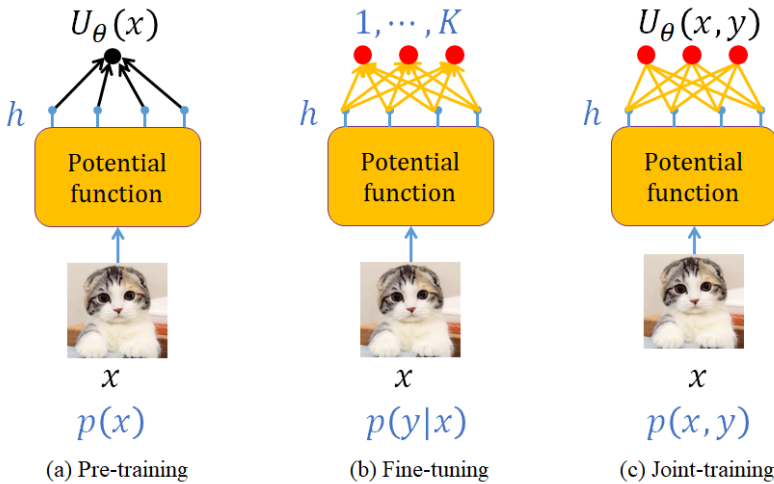 U_θ(x)
h
Potential
function
x
p(x)
(a) Pre-training
1, ⋯, K
h
Potential
function
x
p(y|x)
(b) Fine-tuning
U_θ(x, y)
h
Potential
function
x
p(x, y)
(c) Joint-training